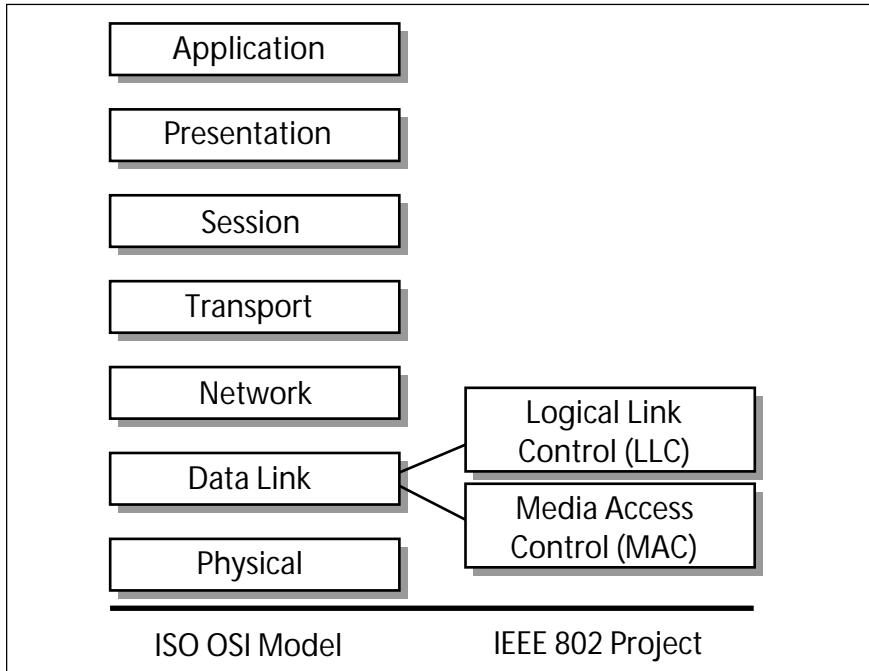 Application
Presentation
Session
Transport
Network
Data Link
Physical
Logical Link
Control (LLC)
Media Access
Control (MAC)
ISO OSI Model
IEEE 802 Project